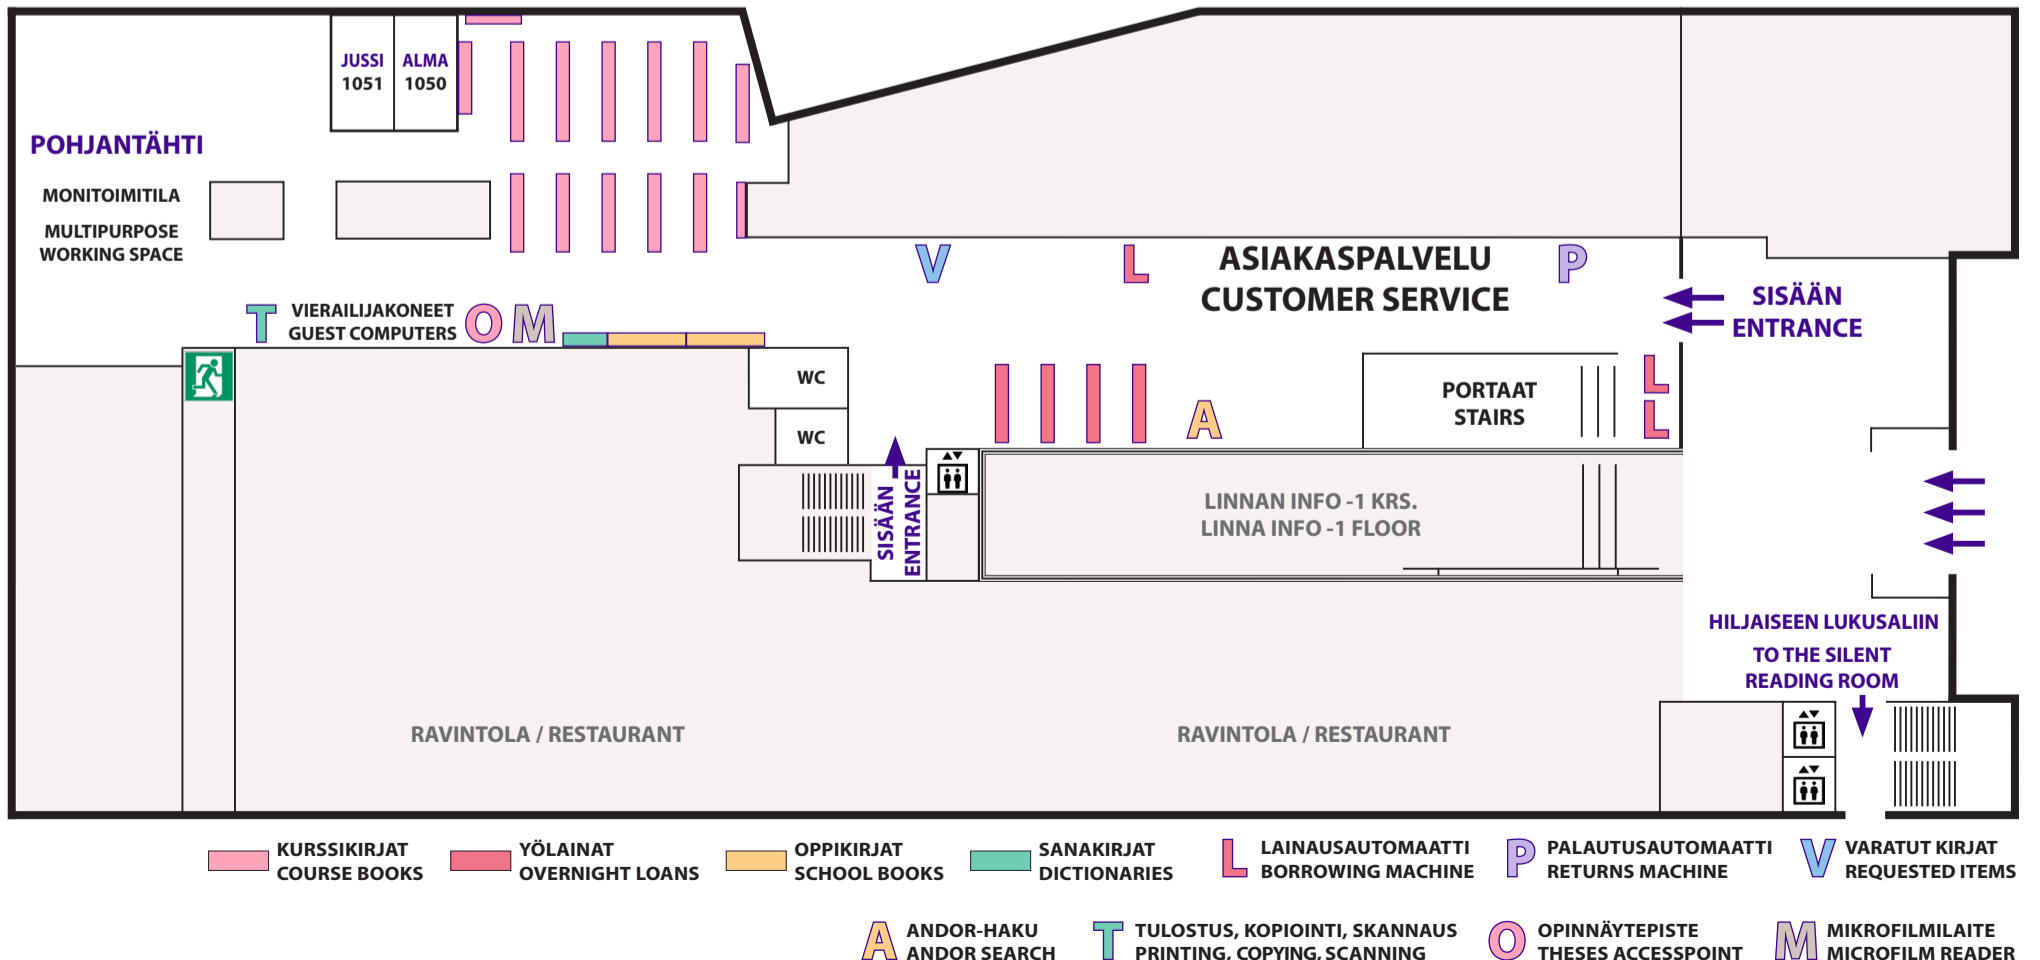 JUSSI
1051
ALMA
1050
POHJANTÄHTI
MONITOIMITILA
MULTIPURPOSE
WORKING SPACE
V
L
ASIAKASPALVELU
CUSTOMER SERVICE
P
SISÄÄN
ENTRANCE
T
VIERAILIJAKONEET
GUEST COMPUTERS
O
M
WC
WC
A
PORTAAT
STAIRS
L
L
SISÄÄN
ENTRANCE
LINNAN INFO -1 KRS.
LINNA INFO -1 FLOOR
HILJAISEEN LUKUSALIIN
TO THE SILENT
READING ROOM
RAVINTOLA / RESTAURANT
RAVINTOLA / RESTAURANT
KURSSIKIRJAT
COURSE BOOKS
YÖLAINAT
OVERNIGHT LOANS
OPPIKIRJAT
SCHOOL BOOKS
SANAKIRJAT
DICTIONARIES
L
LAINAUSAUTOMAATTI
BORROWING MACHINE
P
PALAUTUSAUTOMAATTI
RETURNS MACHINE
V
VARATUT KIRJAT
REQUESTED ITEMS
A
ANDOR-HAKU
ANDOR SEARCH
T
TULOSTUS, KOPIOINTI, SKANNAUS
PRINTING, COPYING, SCANNING
O
OPINNÄYTEPISTE
THESES ACCESSPOINT
M
MIKROFILMILAITE
MICROFILM READER